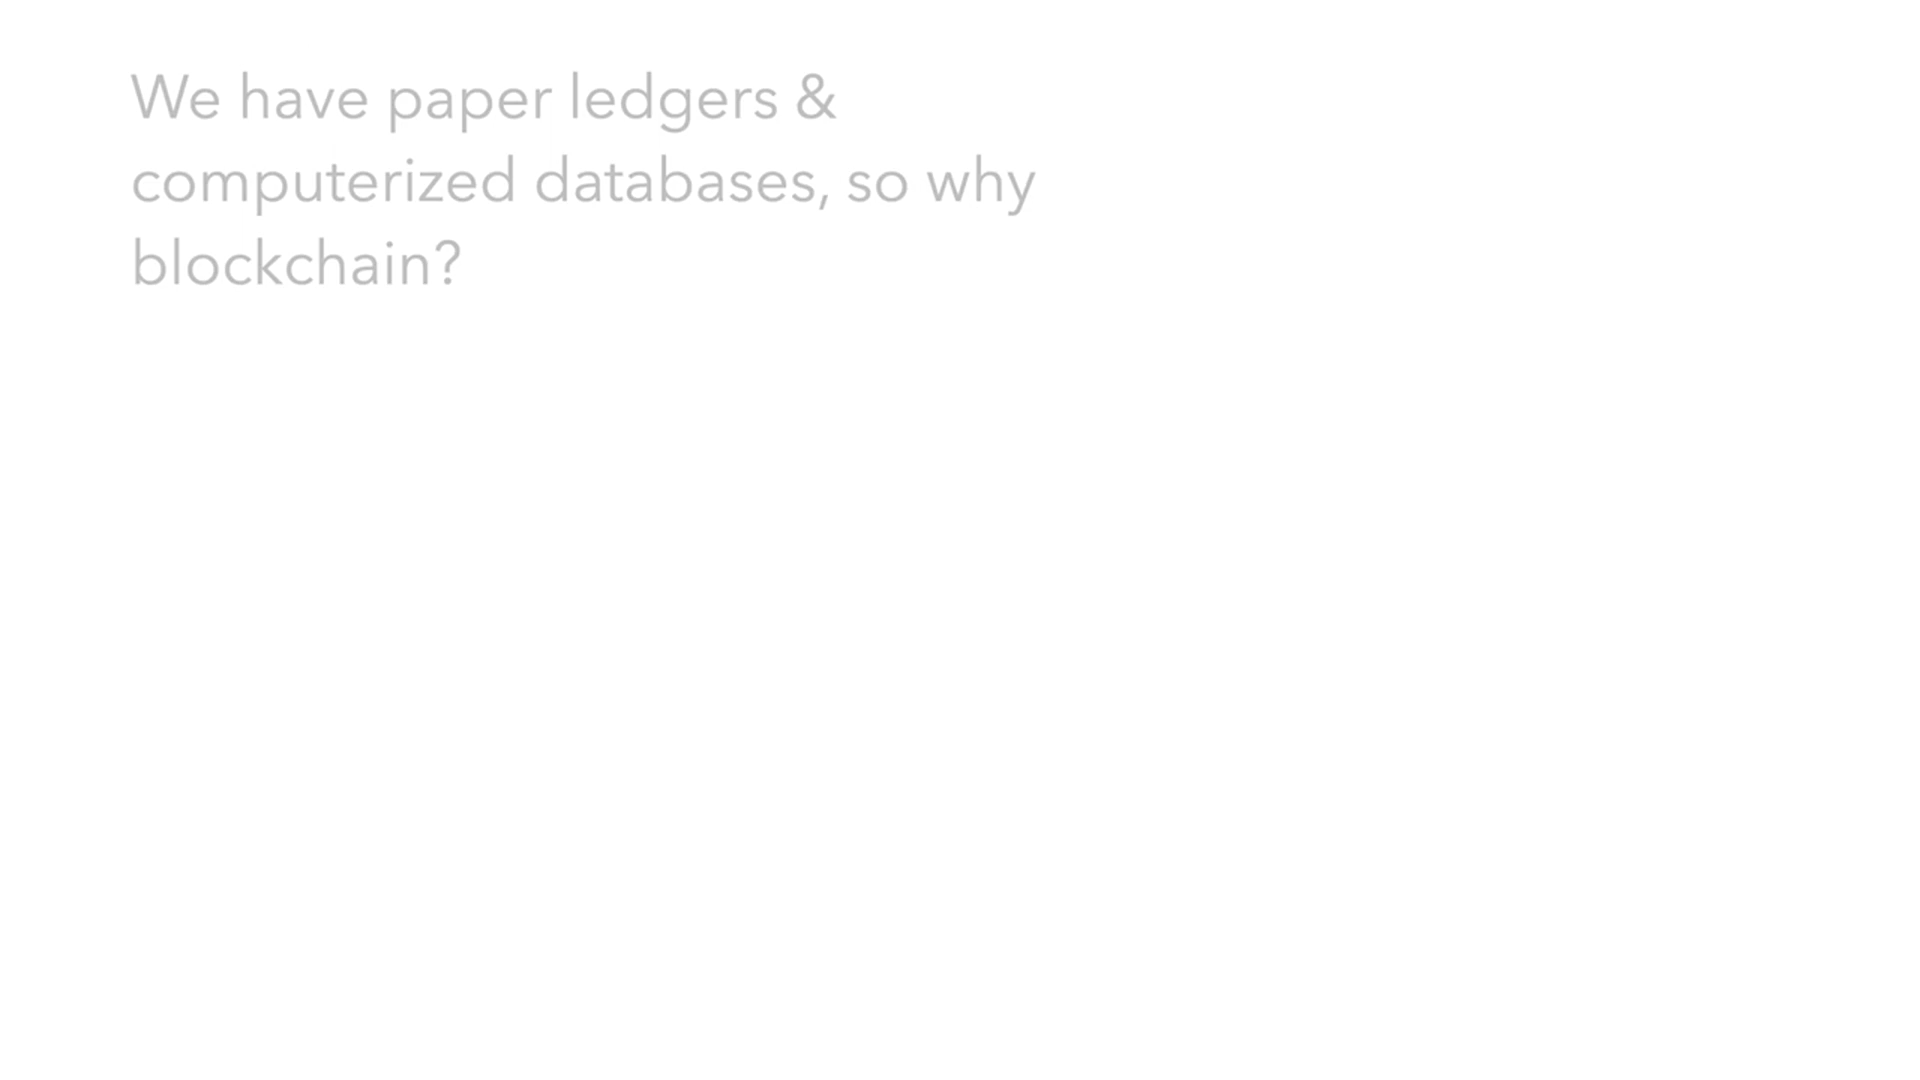 We have paper ledgers &
computerized databases, so why
blockchain?